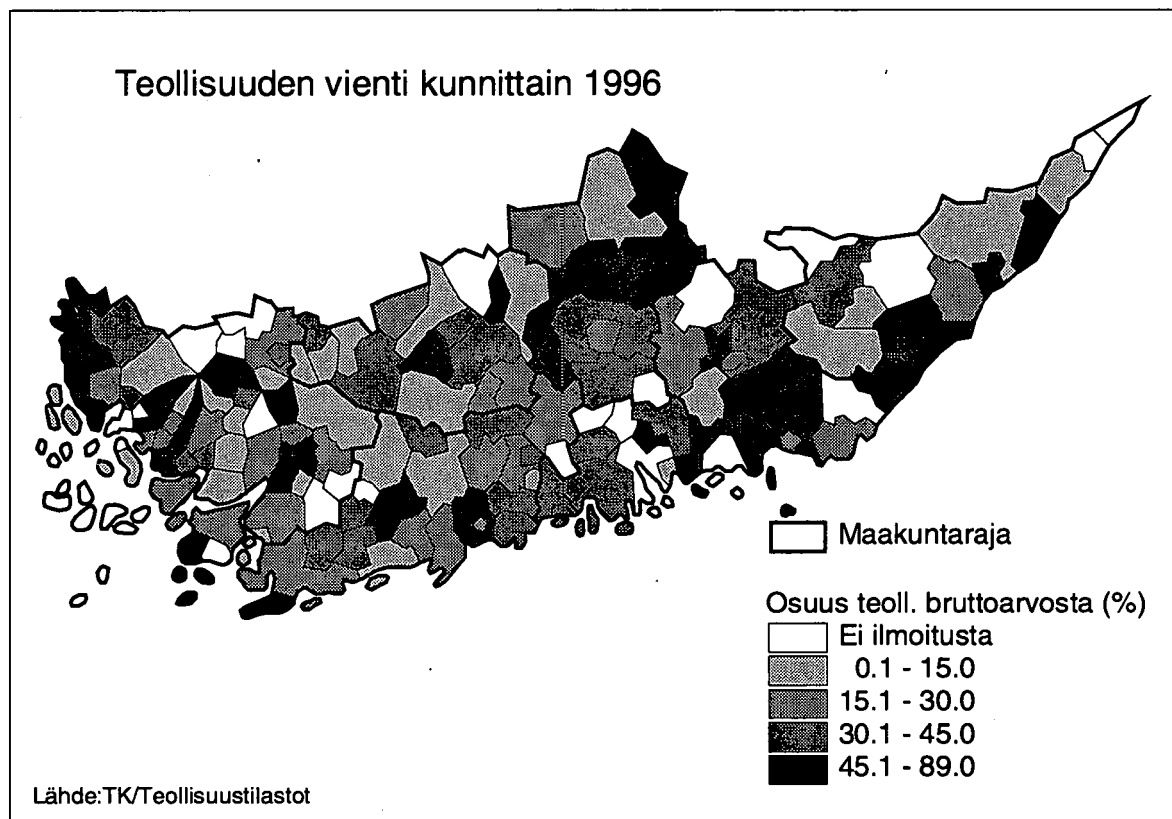 Teollisuuden vienti kunnittain 1996
Maakuntaraja
Osuus teoll. bruttoarvosta (%)
Ei ilmoitusta
0.1 - 15.0
15.1 - 30.0
30.1 - 45.0
45.1 - 89.0
Lähde:TK/Teollisuustilastot